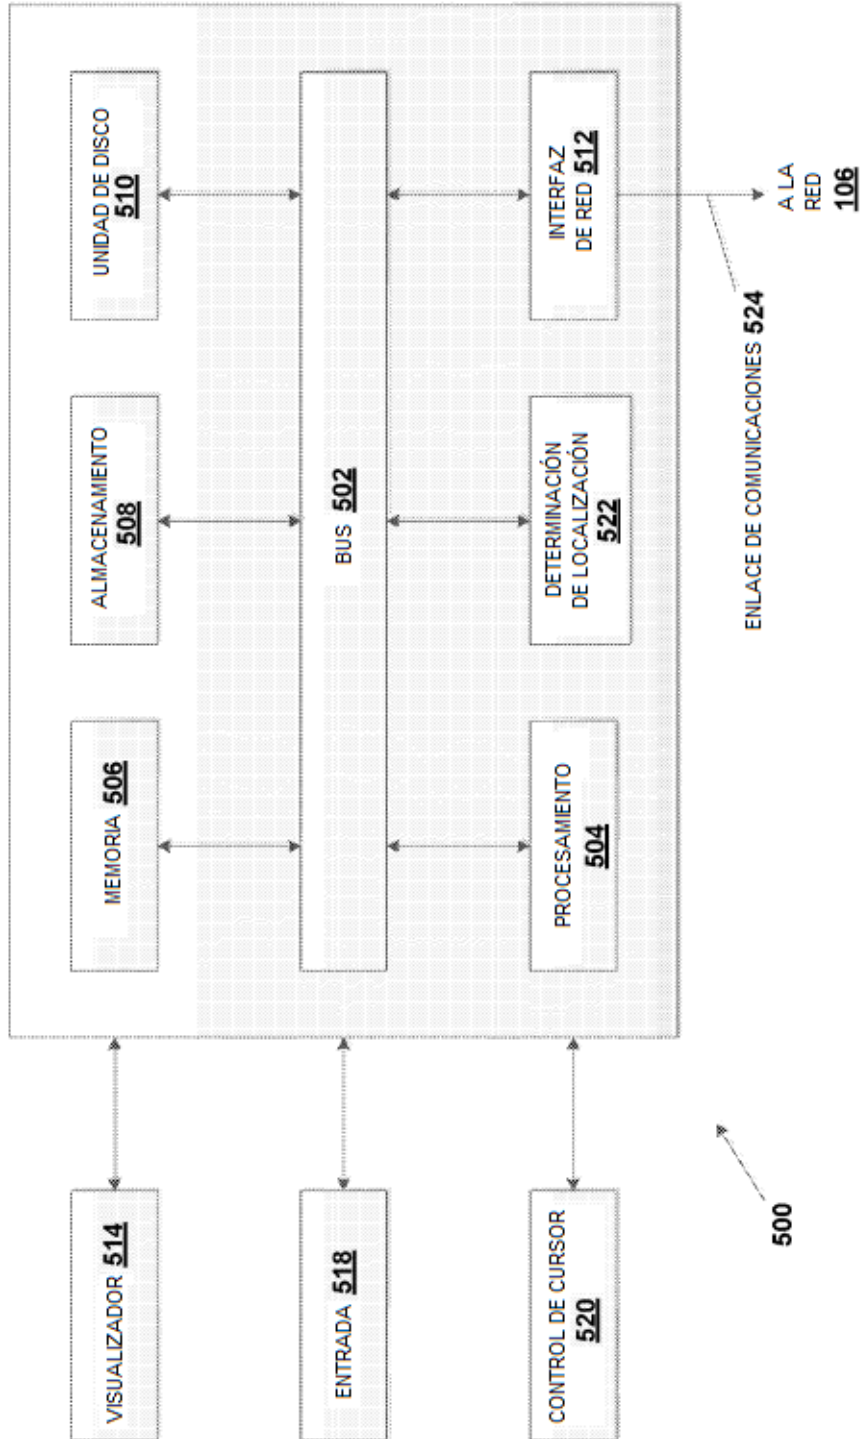 VISUALIZADOR 514
ENTRADA 518
CONTROL DE CURSOR
520
MEMORIA 506
ALMACENAMIENTO
508
UNIDAD DE DISCO
510
BUS 502
PROCESAMIENTO
504
DETERMINACIÓN
DE LOCALIZACIÓN
522
INTERFAZ
DE RED 512
500
ENLACE DE COMUNICACIONES 524
A LA
RED
106